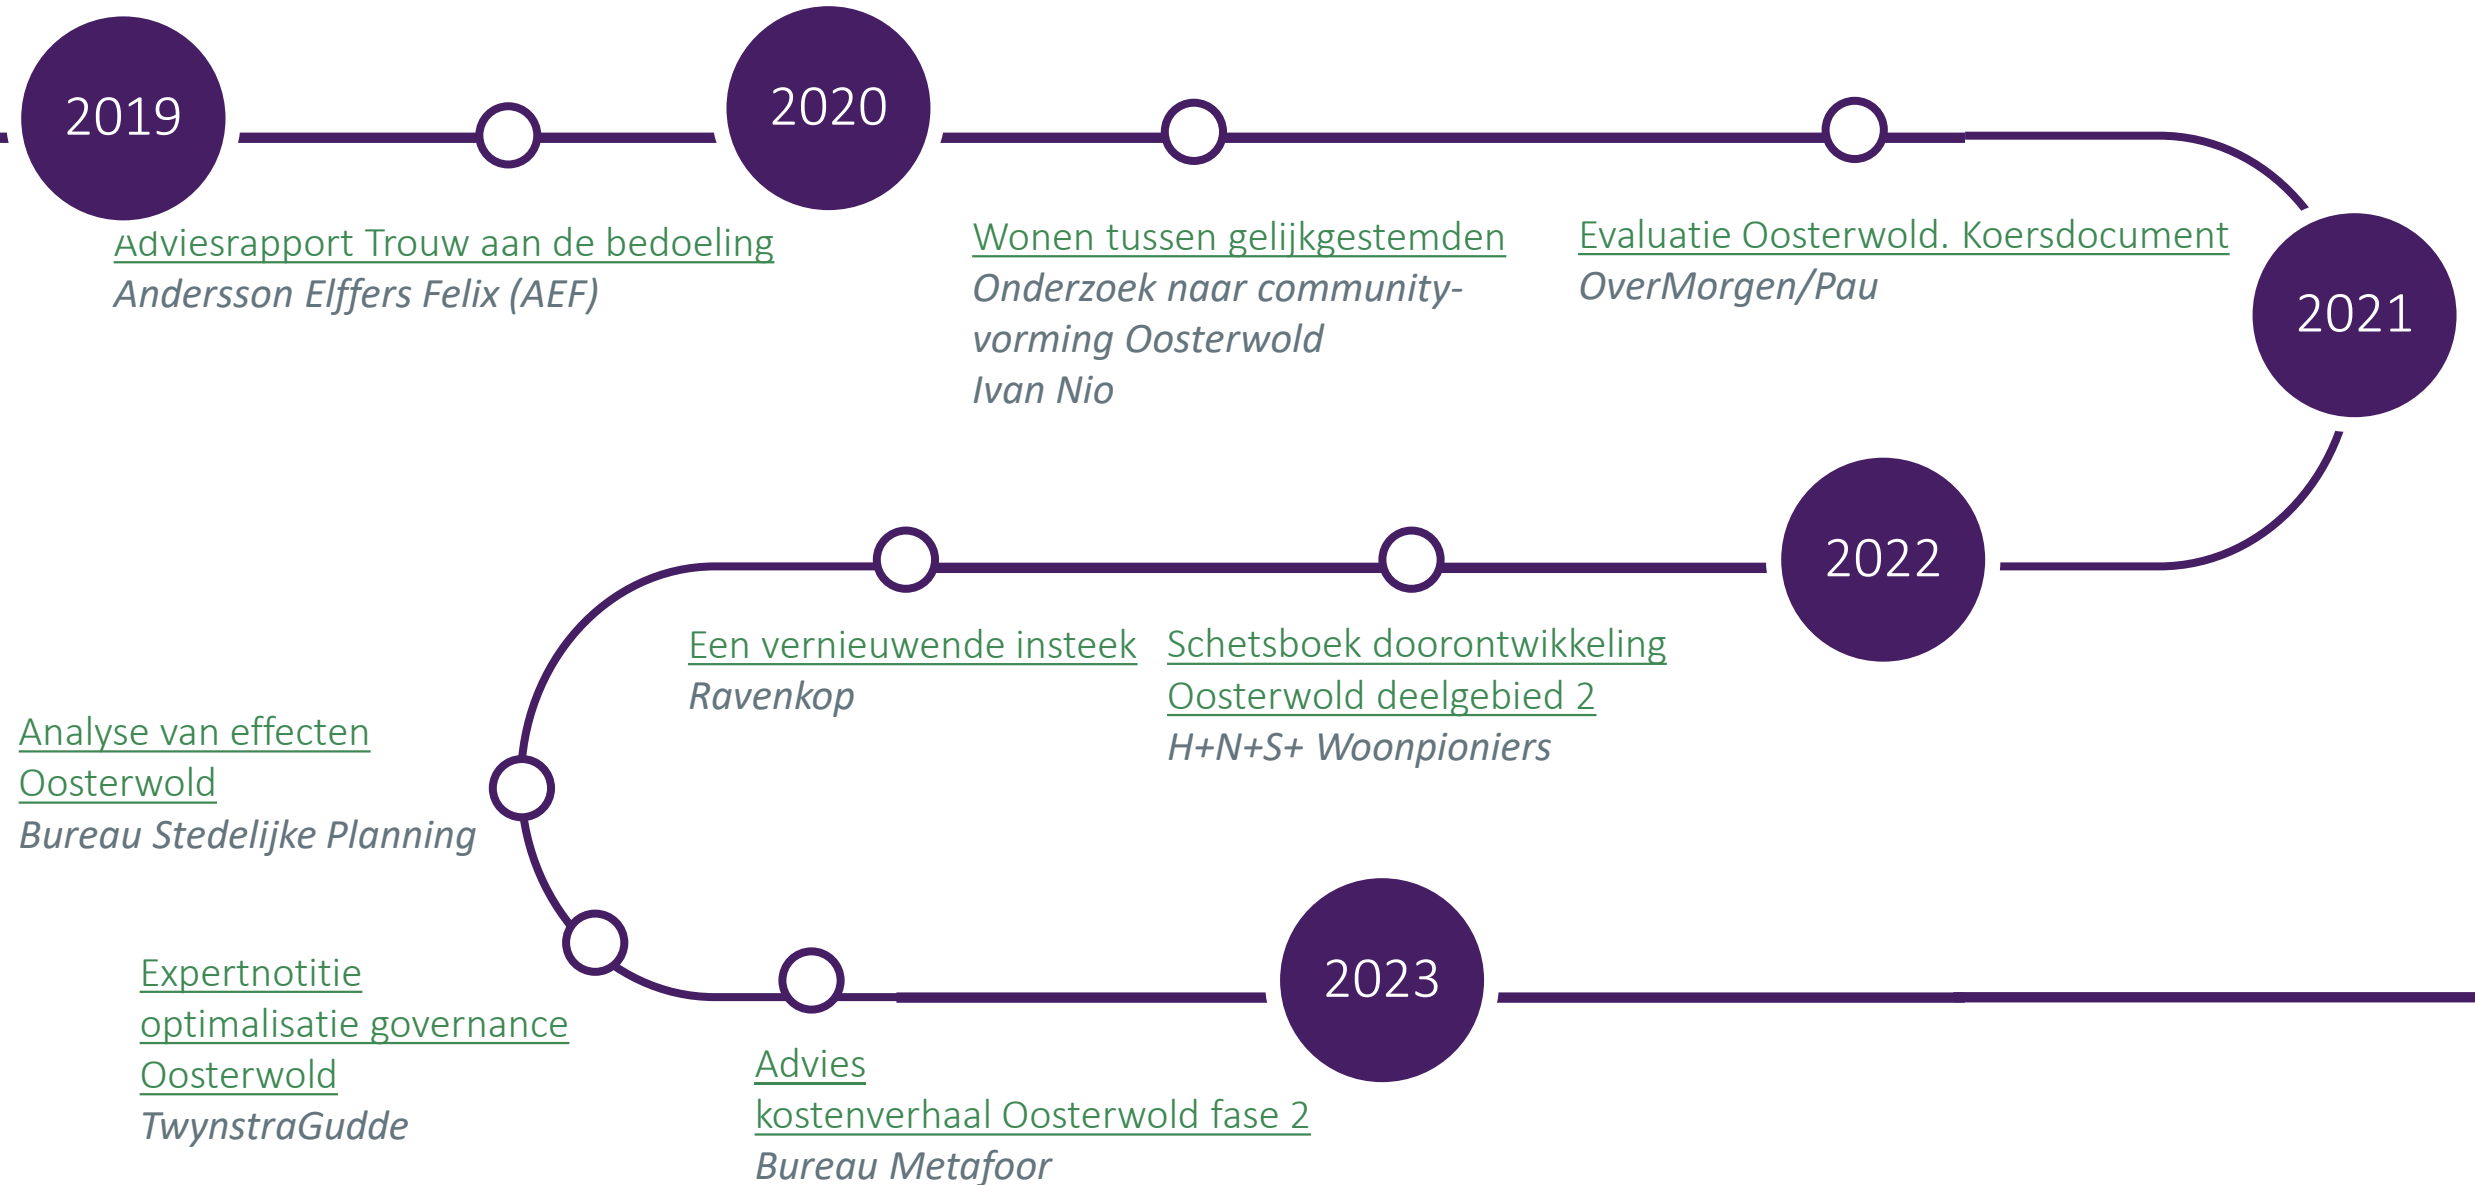 2019
Adviesrapport Trouw aan de bedoeling
Andersson Elffers Felix (AEF)
2020
Wonen tussen gelijkgestemden
Onderzoek naar community-
vorming Oosterwold
Ivan Nio
Evaluatie Oosterwold. Koersdocument
OverMorgen/Pau
2021
2022
Schetsboek doorontwikkeling
Oosterwold deelgebied 2
H+N+S+ Woonpioniers
Een vernieuwende insteek
Ravenkop
Analyse van effecten
Oosterwold
Bureau Stedelijke Planning
Expertnotitie
optimalisatie governance
Oosterwold
TwynstraGudde
Advies
kostenverhaal Oosterwold fase 2
Bureau Metafoor
2023